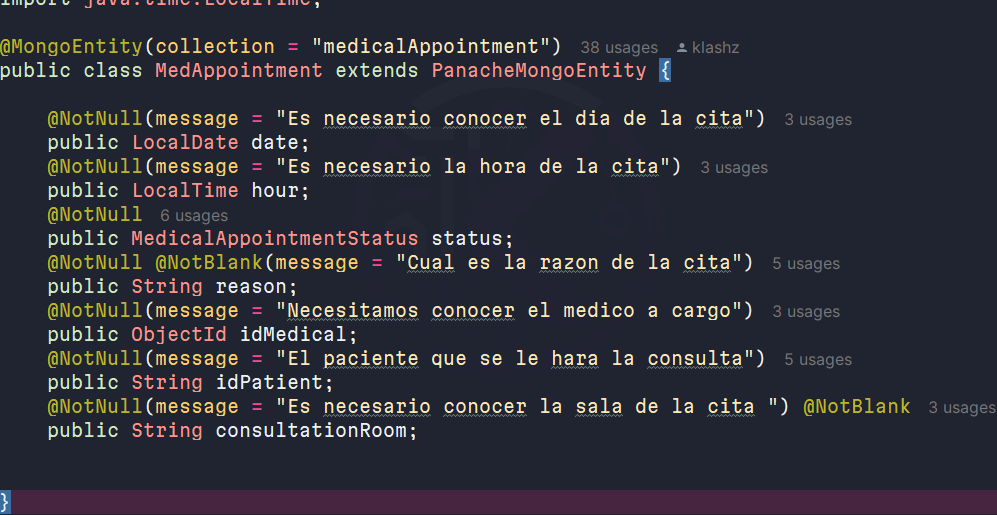 import java.time.LocalTime;
@MongoEntity(collection = "medicalAppointment") 38 usages klashz
public class MedAppointment extends PanacheMongoEntity {
@NotNull(message = "Es necesario conocer el dia de la cita") 3 usages
public LocalDate date;
@NotNull(message = "Es necesario la hora de la cita") 3 usages
public LocalTime hour;
@NotNull 6 usages
public MedicalAppointmentStatus status;
@NotNull @NotBlank(message = "Cual es la razon de la cita") 5 usages
public String reason;
@NotNull(message = "Necesitamos conocer el medico a cargo") 3 usages
public ObjectId idMedical;
@NotNull(message = "El paciente que se le hara la consulta") 5 usages
public String idPatient;
@NotNull(message = "Es necesario conocer la sala de la cita ") @NotBlank 3 usages
public String consultationRoom;
}